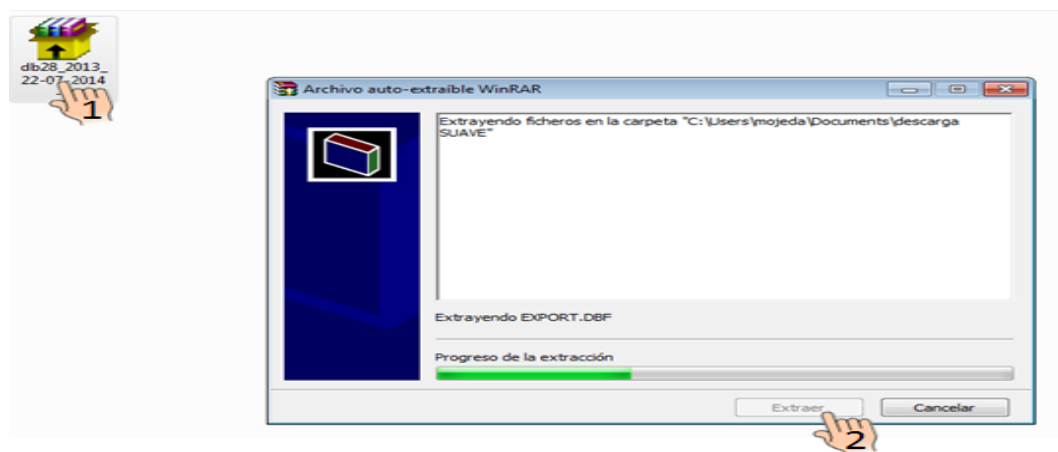 db28_2013_
22-07-2014
1
Archivo auto-extraíble WinRAR
Extrayendo ficheros en la carpeta "C:\Users\mojeda\Documents\descarga
SUAVE"
Extrayendo EXPORT.DBF
Progreso de la extracción
Extraer
Cancelar
2